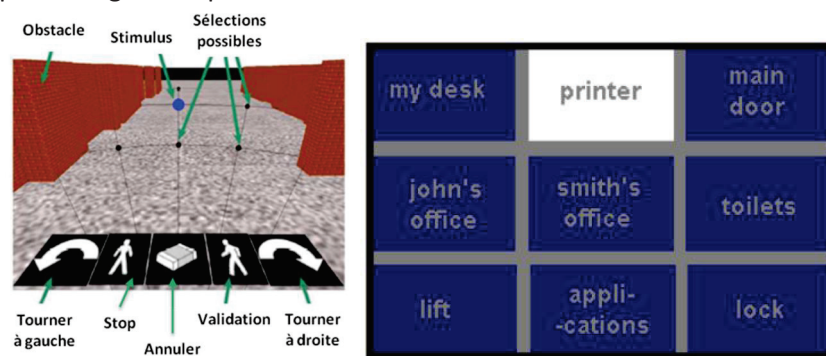 Obstacle
Stimulus
Sélections
possibles
Tourner
à gauche
Stop
Annuler
Validation
Tourner
à droite
my desk
printer
main
door
john's
office
smith's
office
toilets
lift
appli-
-cations
lock